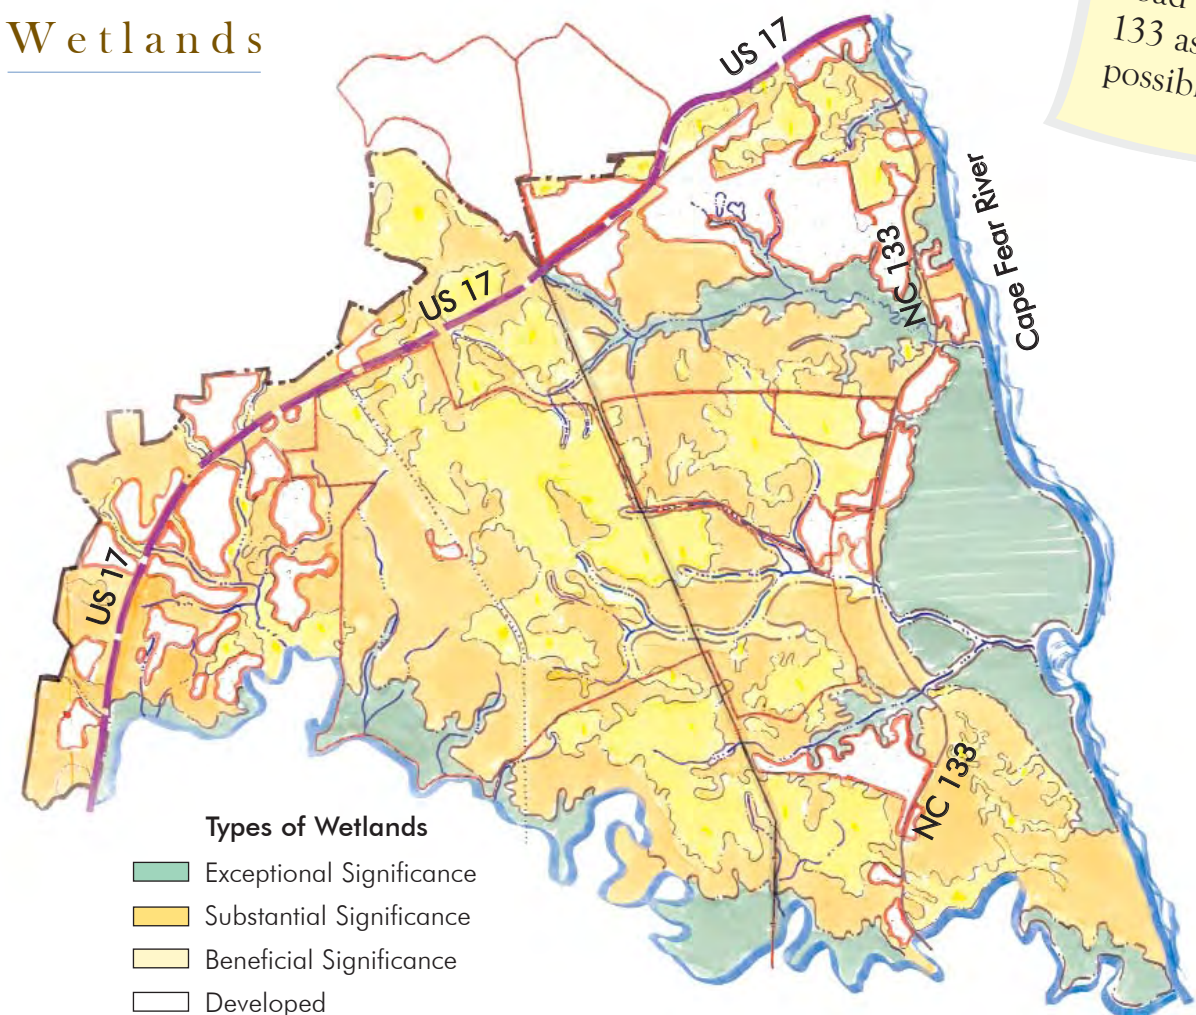 Wetlands
133 as
US 17
Cape Fear River
NC 133
US 17
US 17
NC 133
Types of Wetlands
Exceptional Significance
Substantial Significance
Beneficial Significance
Developed